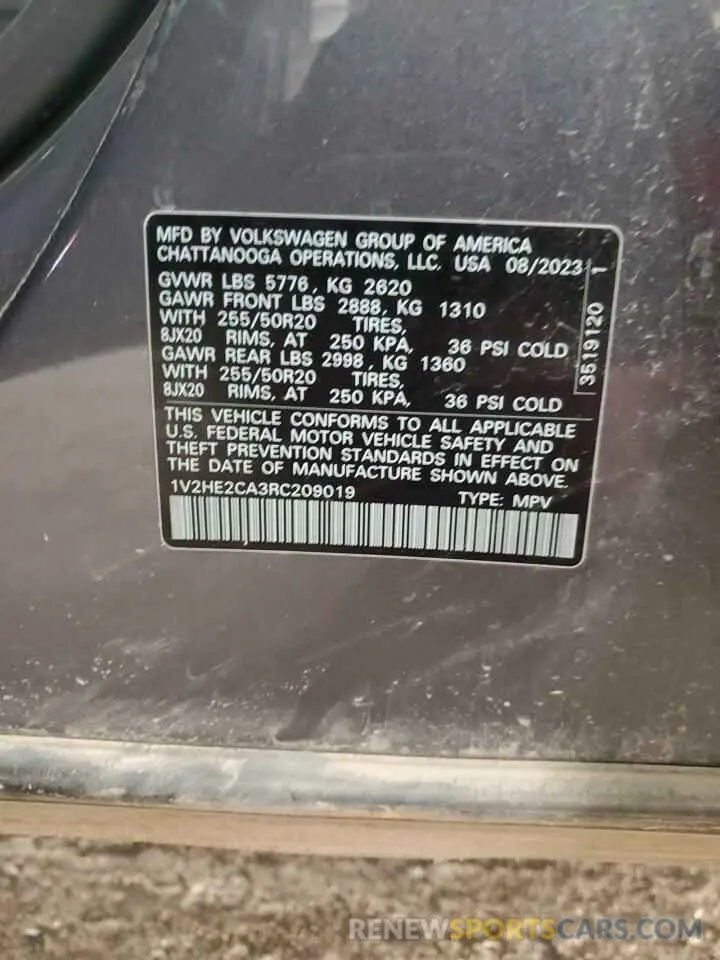 MFD BY VOLKSWAGEN GROUP OF AMERICA
CHATTANOOGA OPERATIONS, LLC. USA 08/2023
GVWR LBS 5776, KG 2620
GAWR FRONT LBS 2888, KG 1310
WITH 255/50R20 TIRES,
8JX20 RIMS, AT 250 KPA, 36 PSI COLD
GAWR REAR LBS 2998, KG 1360
WITH 255/50R20 TIRES,
8JX20 RIMS, AT 250 KPA, 36 PSI COLD
3519120 1
THIS VEHICLE CONFORMS TO ALL APPLICABLE
U.S. FEDERAL MOTOR VEHICLE SAFETY AND
THEFT PREVENTION STANDARDS IN EFFECT ON
THE DATE OF MANUFACTURE SHOWN ABOVE.
1V2HE2CA3RC209019 TYPE: MPV
RENEWSPORTSCARS.COM